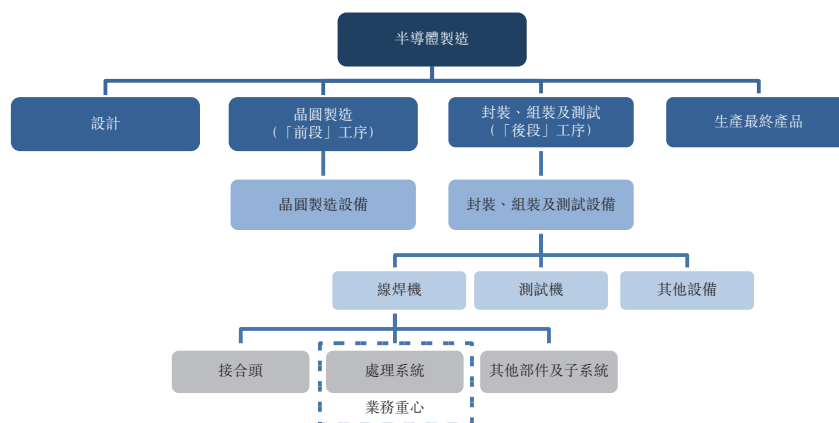 半導體製造
設計
晶圓製造
(「前段」工序)
封裝、組裝及測試
(「後段」工序)
生產最終產品
晶圓製造設備
封裝、組裝及測試設備
線焊機
測試機
其他設備
接合頭
處理系統
其他部件及子系統
業務重心